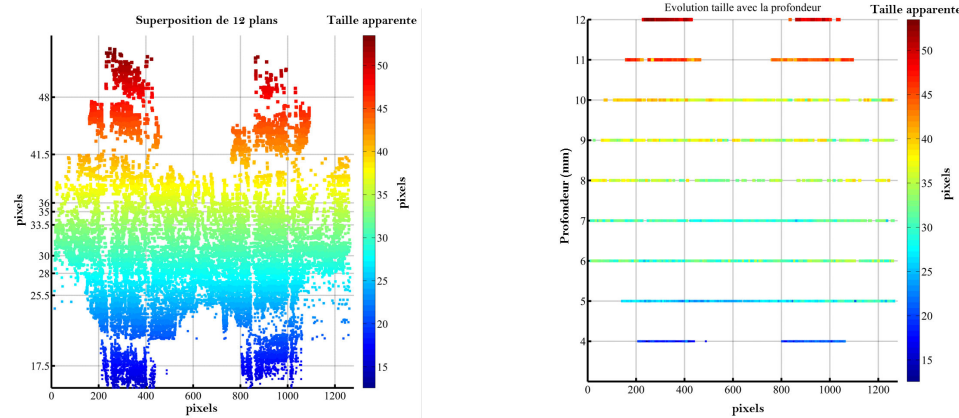 Superposition de 12 plans
Taille apparente
48
41.5
36
35
33.5
30
28
25.5
17.5
pixels
0 200 400 600 800 1000 1200
pixels
50
45
40
35
30
25
20
15
pixels
Evolution taille avec la profondeur
Taille apparente
12
11
10
9
8
7
6
5
4
Profondeur (mm)
0 200 400 600 800 1000 1200
pixels
50
45
40
35
30
25
20
15
pixels